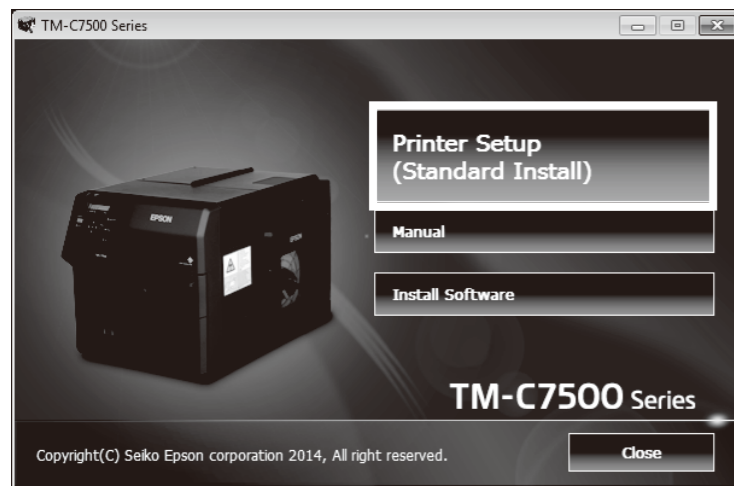 TM-C7500 Series
Printer Setup
(Standard Install)
EPSON
EPSON
Manual
Install Software
TM-C7500 Series
Copyright(C) Seiko Epson corporation 2014, All right reserved.
Close